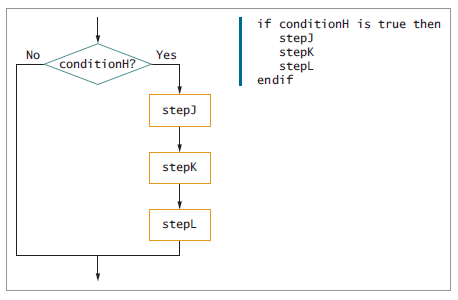 No
conditionH?
Yes
stepJ
stepK
stepL
if conditionH is true then
stepJ
stepK
stepL
endif